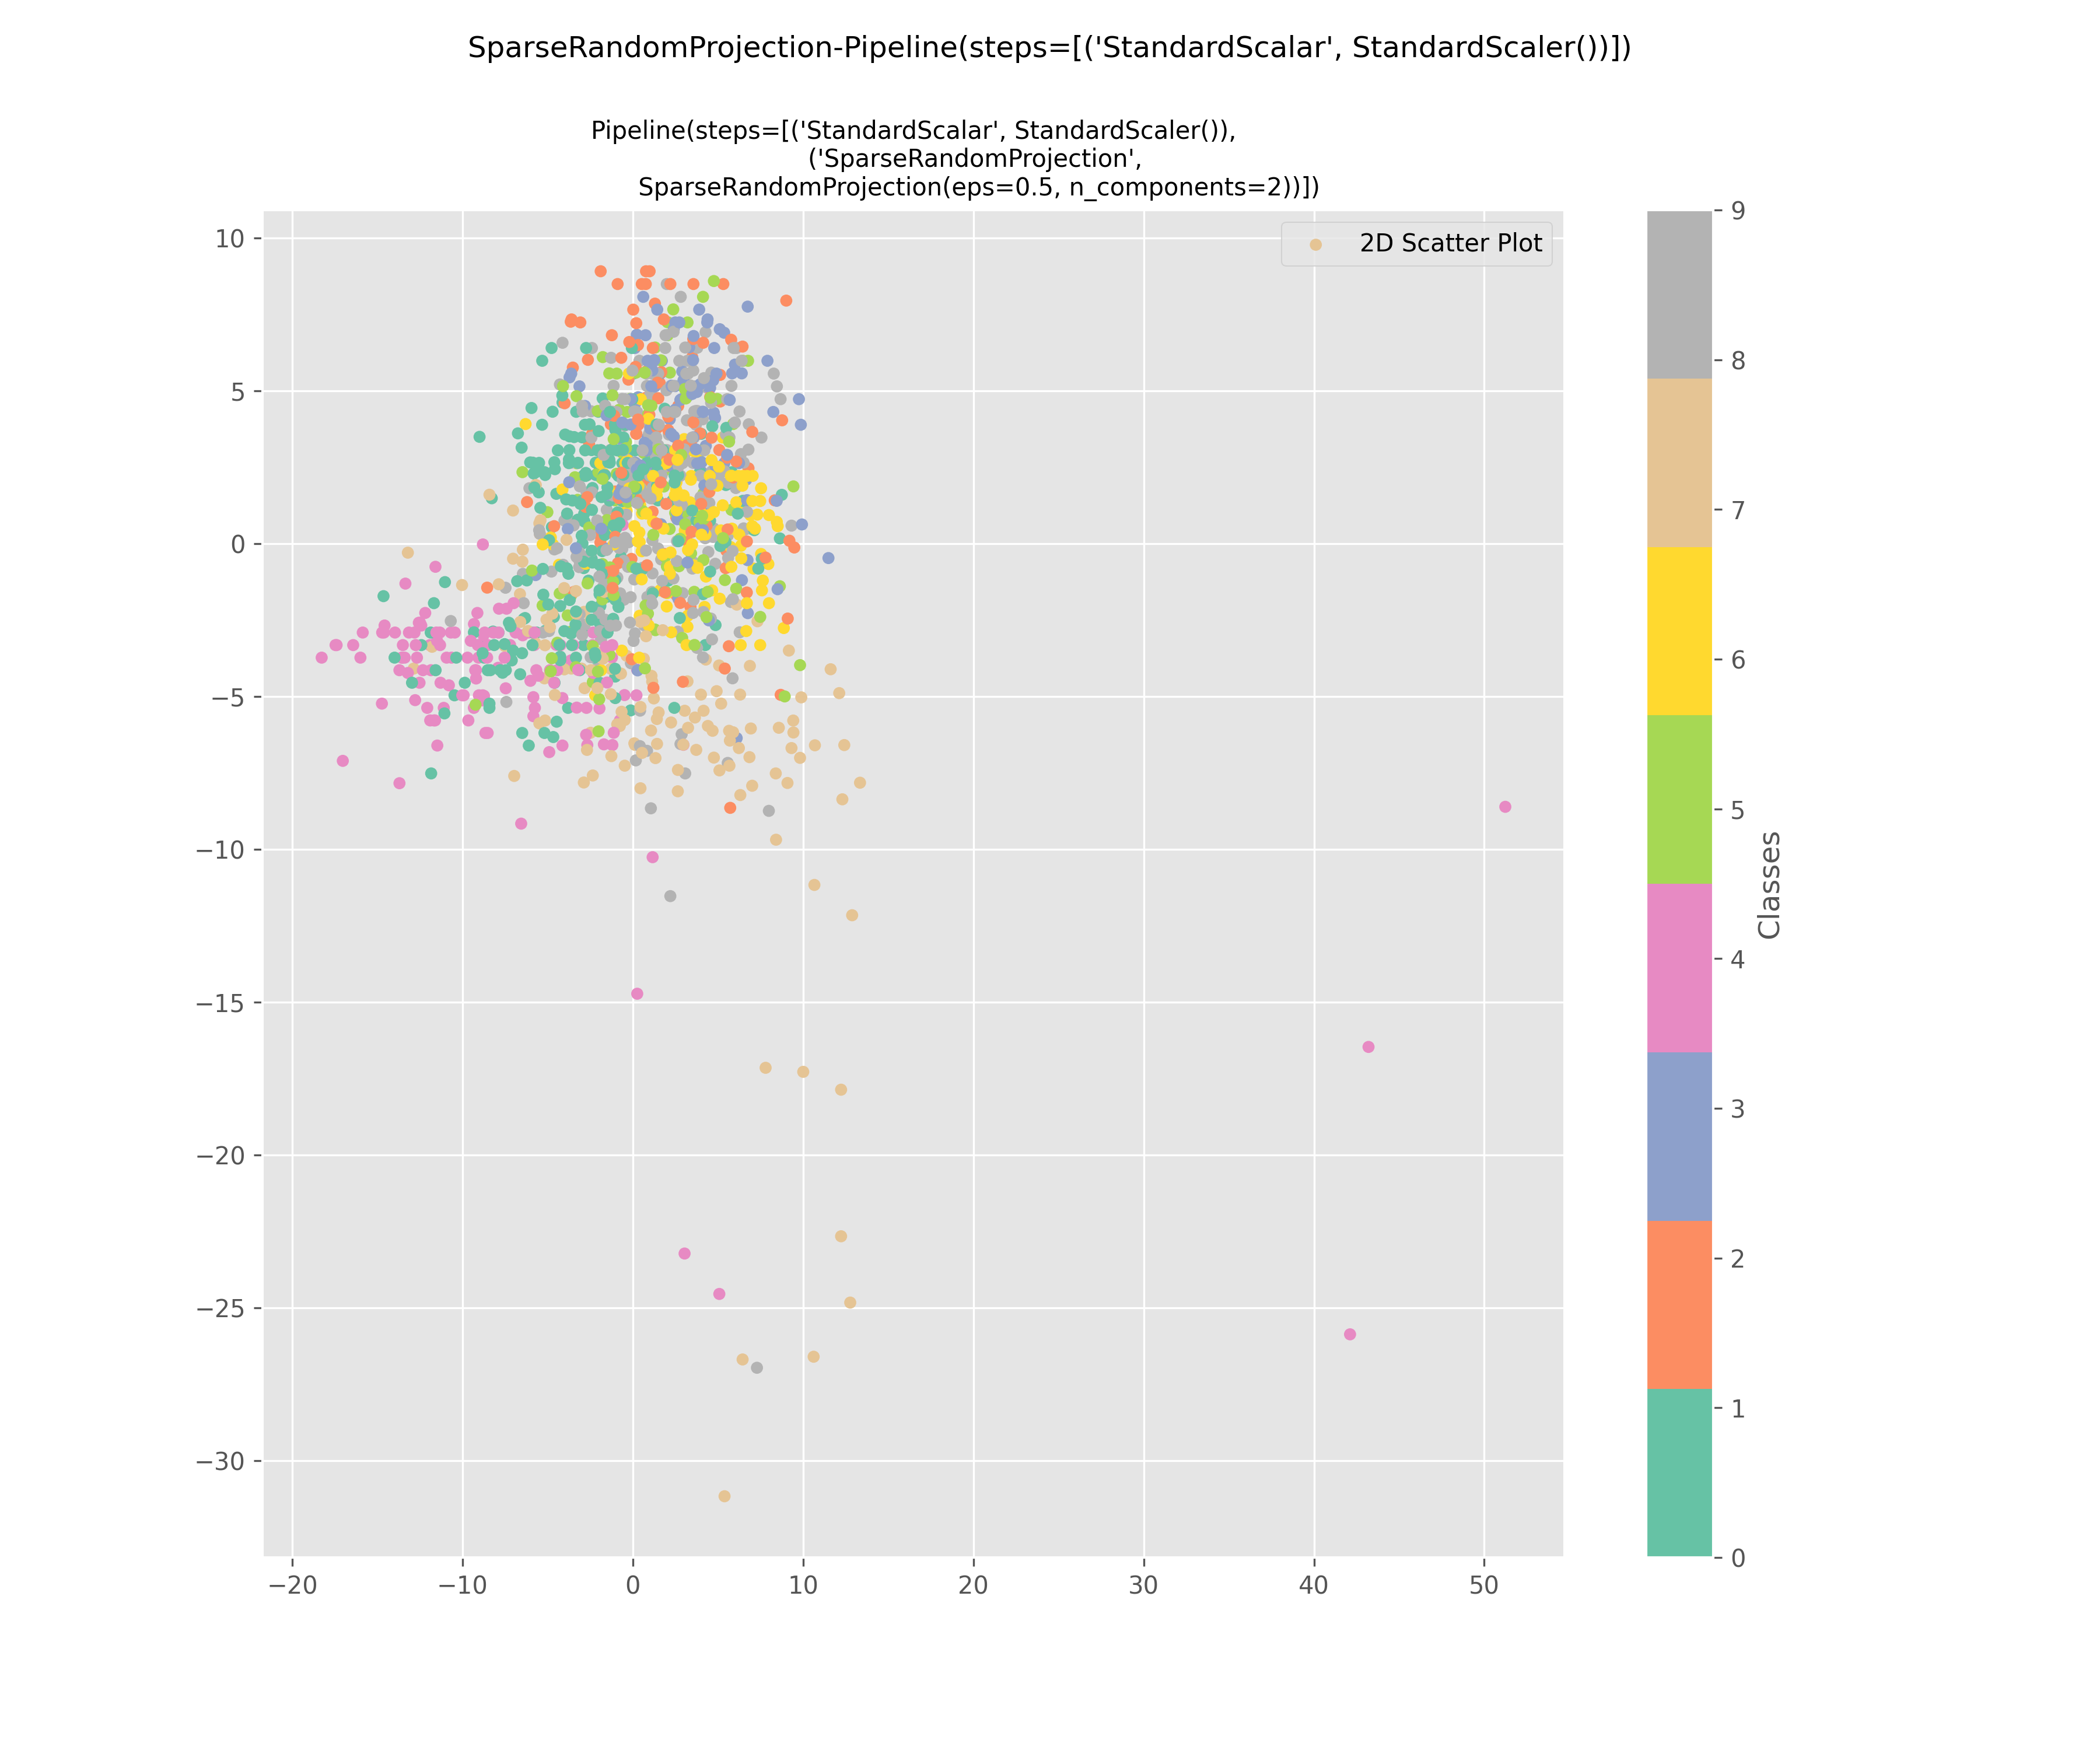 SparseRandomProjection-Pipeline(steps=[('StandardScalar', StandardScaler())])
Pipeline(steps=[('StandardScalar', StandardScaler()),
('SparseRandomProjection',
SparseRandomProjection(eps=0.5, n_components=2))])
2D Scatter Plot
10
5
0
−5
−10
−15
−20
−25
−30
−20 −10 0 10 20 30 40 50
9
8
7
6
5
4
3
2
1
0
Classes